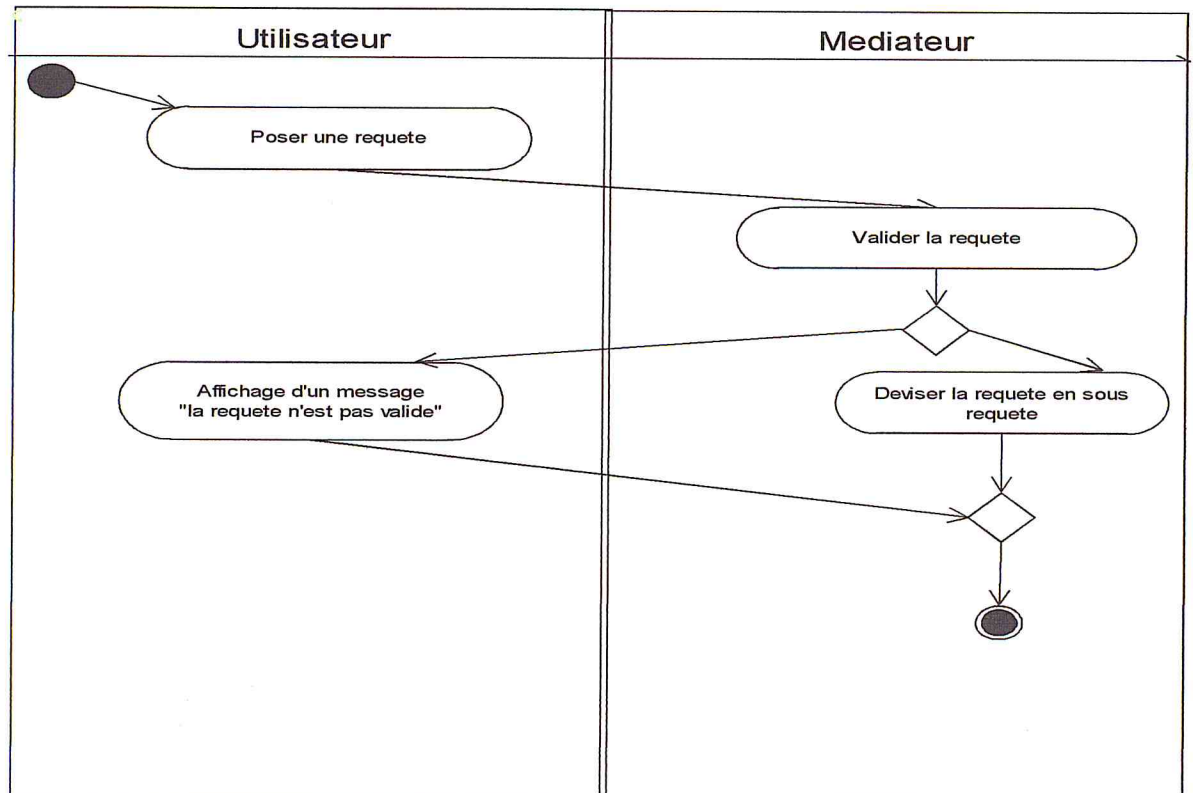 Utilisateur
Mediateur
Poser une requete
Valider la requete
Affichage d'un message
"la requete n'est pas valide"
Deviser la requete en sous
requete